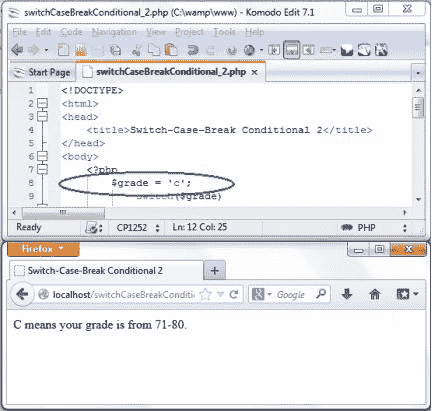 switchCaseBreakConditional_2.php (C:\wamp\www) - Komodo Edit 7.1
File Edit Code Navigation View Project Tools Help
Start Page switchCaseBreakConditional_2.php ×
1 <!DOCTYPE>
2 <html>
3 <head>
4 <title>Switch-Case-Break Conditional 2</title>
5 </head>
6 <body>
7 <?php
8 $grade = 'c';
9 switch($grade)
Ready CP1252 Ln: 12 Col: 25 PHP
Firefox
Switch-Case-Break Conditional 2 +
localhost/switchCaseBreakConditi Google
C means your grade is from 71-80.